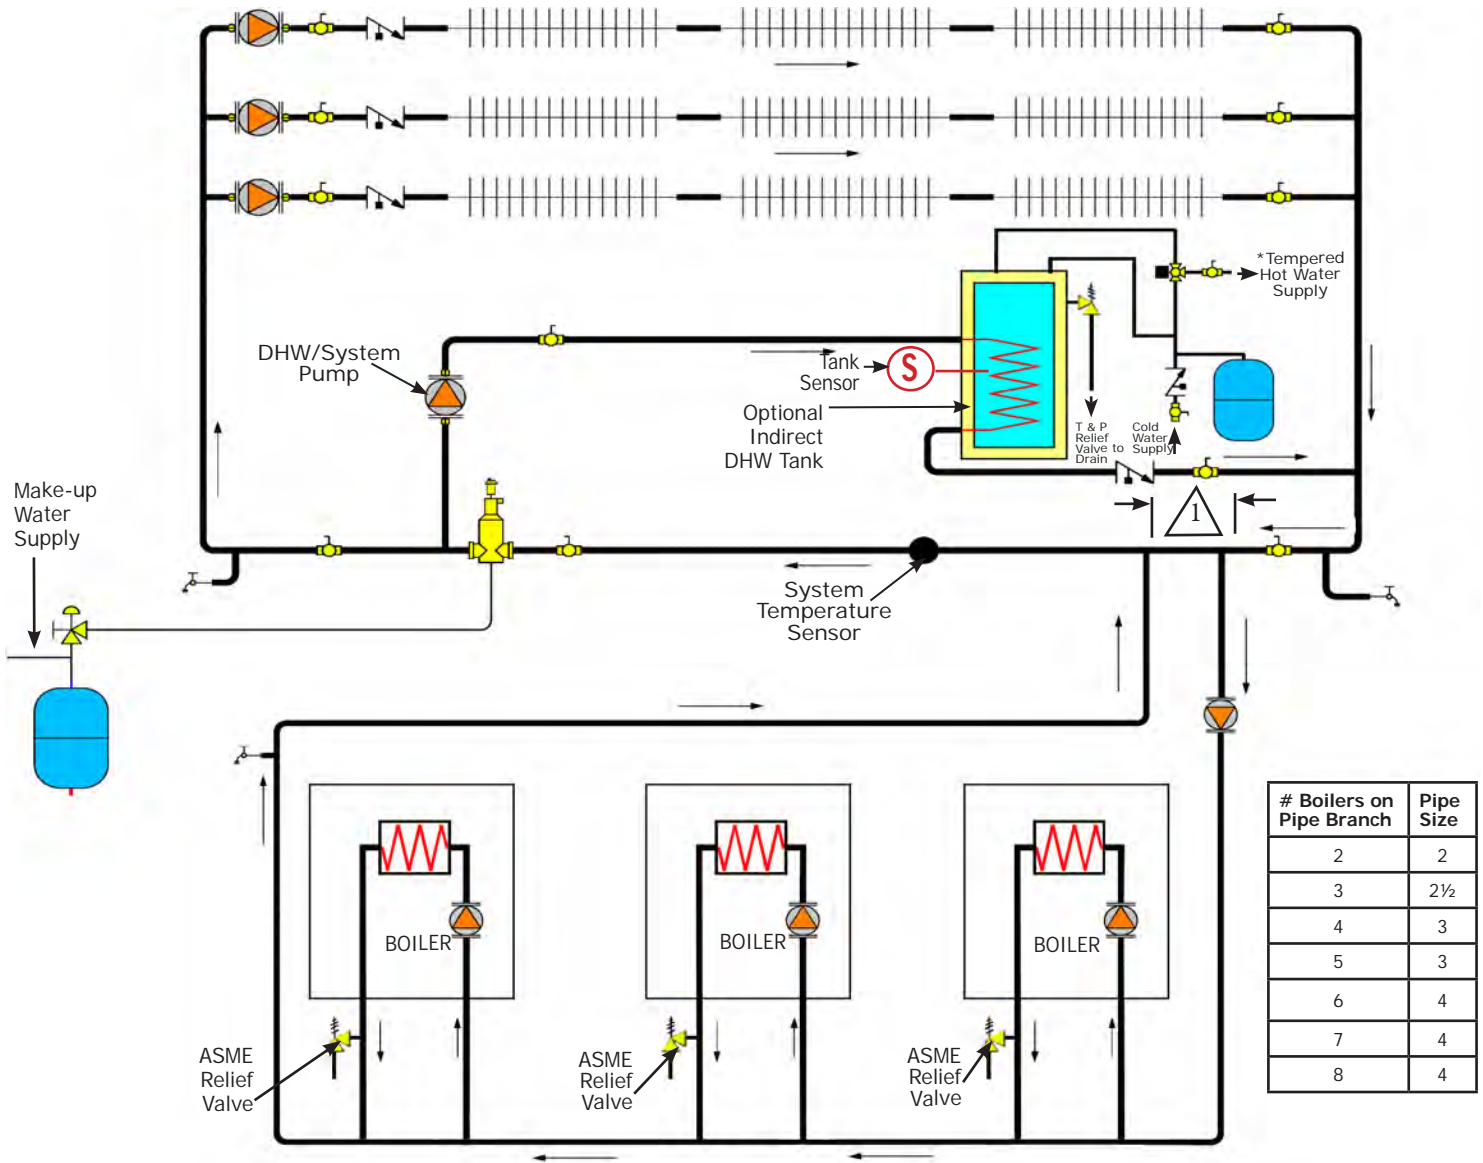 *Tempered
Hot Water
Supply
DHW/System
Pump
Tank
Sensor
S
Optional
Indirect
DHW Tank
T & P
Relief
Valve to
Drain
Cold
Water
Supply
Make-up
Water
Supply
1
System
Temperature
Sensor
BOILER
BOILER
BOILER
ASME
Relief
Valve
ASME
Relief
Valve
ASME
Relief
Valve
# Boilers on Pipe
Pipe Branch Size
2 2
3 2½
4 3
5 3
6 4
7 4
8 4